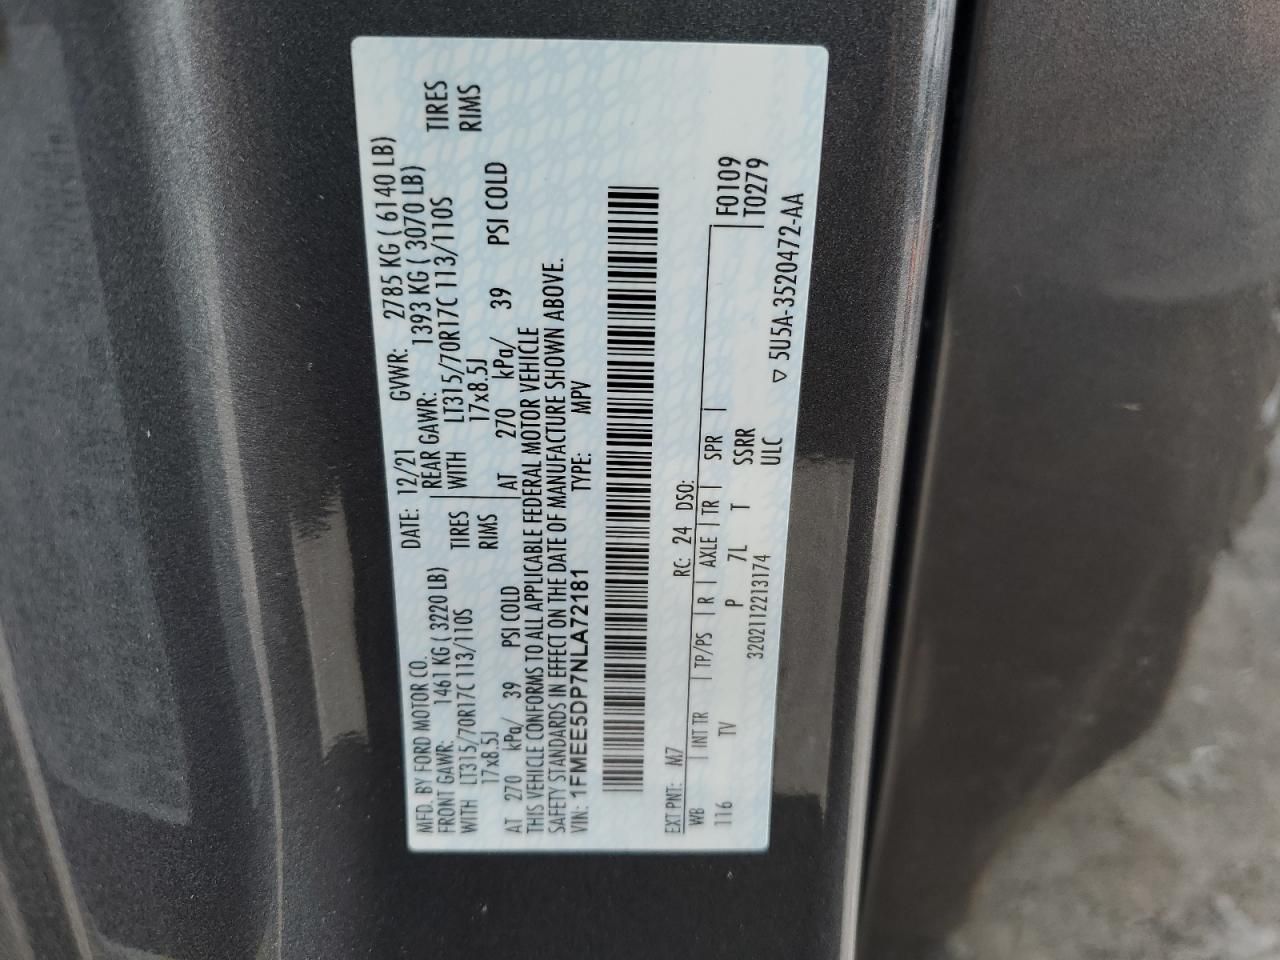 MFD. BY FORD MOTOR CO.
DATE: 12/21 GVWR: 2785 KG ( 6140 LB)
FRONT GAWR: 1461 KG ( 3220 LB) REAR GAWR: 1393 KG ( 3070 LB)
WITH LT315/70R17C 113/110S TIRES WITH LT315/70R17C 113/110S TIRES
17x8.5J RIMS 17x8.5J RIMS
AT 270 kPa/ 39 PSI COLD AT 270 kPa/ 39 PSI COLD
THIS VEHICLE CONFORMS TO ALL APPLICABLE FEDERAL MOTOR VEHICLE
SAFETY STANDARDS IN EFFECT ON THE DATE OF MANUFACTURE SHOWN ABOVE.
VIN: 1FMEE5DP7NLA72181 TYPE: MPV
EXT PNT: M7 RC: 24 DSO: F0109
WB INT TR TP/PS R AXLE TR SPR T0279
116 TV P 7L T SSRR
3202112213174 ULC
▽ 5U5A-3520472-AA